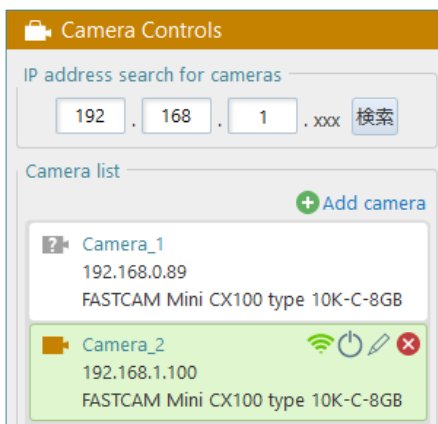 Camera Controls
IP address search for cameras
192 . 168 . 1 . xxx 検索
Camera list
Add camera
Camera_1
192.168.0.89
FASTCAM Mini CX100 type 10K-C-8GB
Camera_2
192.168.1.100
FASTCAM Mini CX100 type 10K-C-8GB